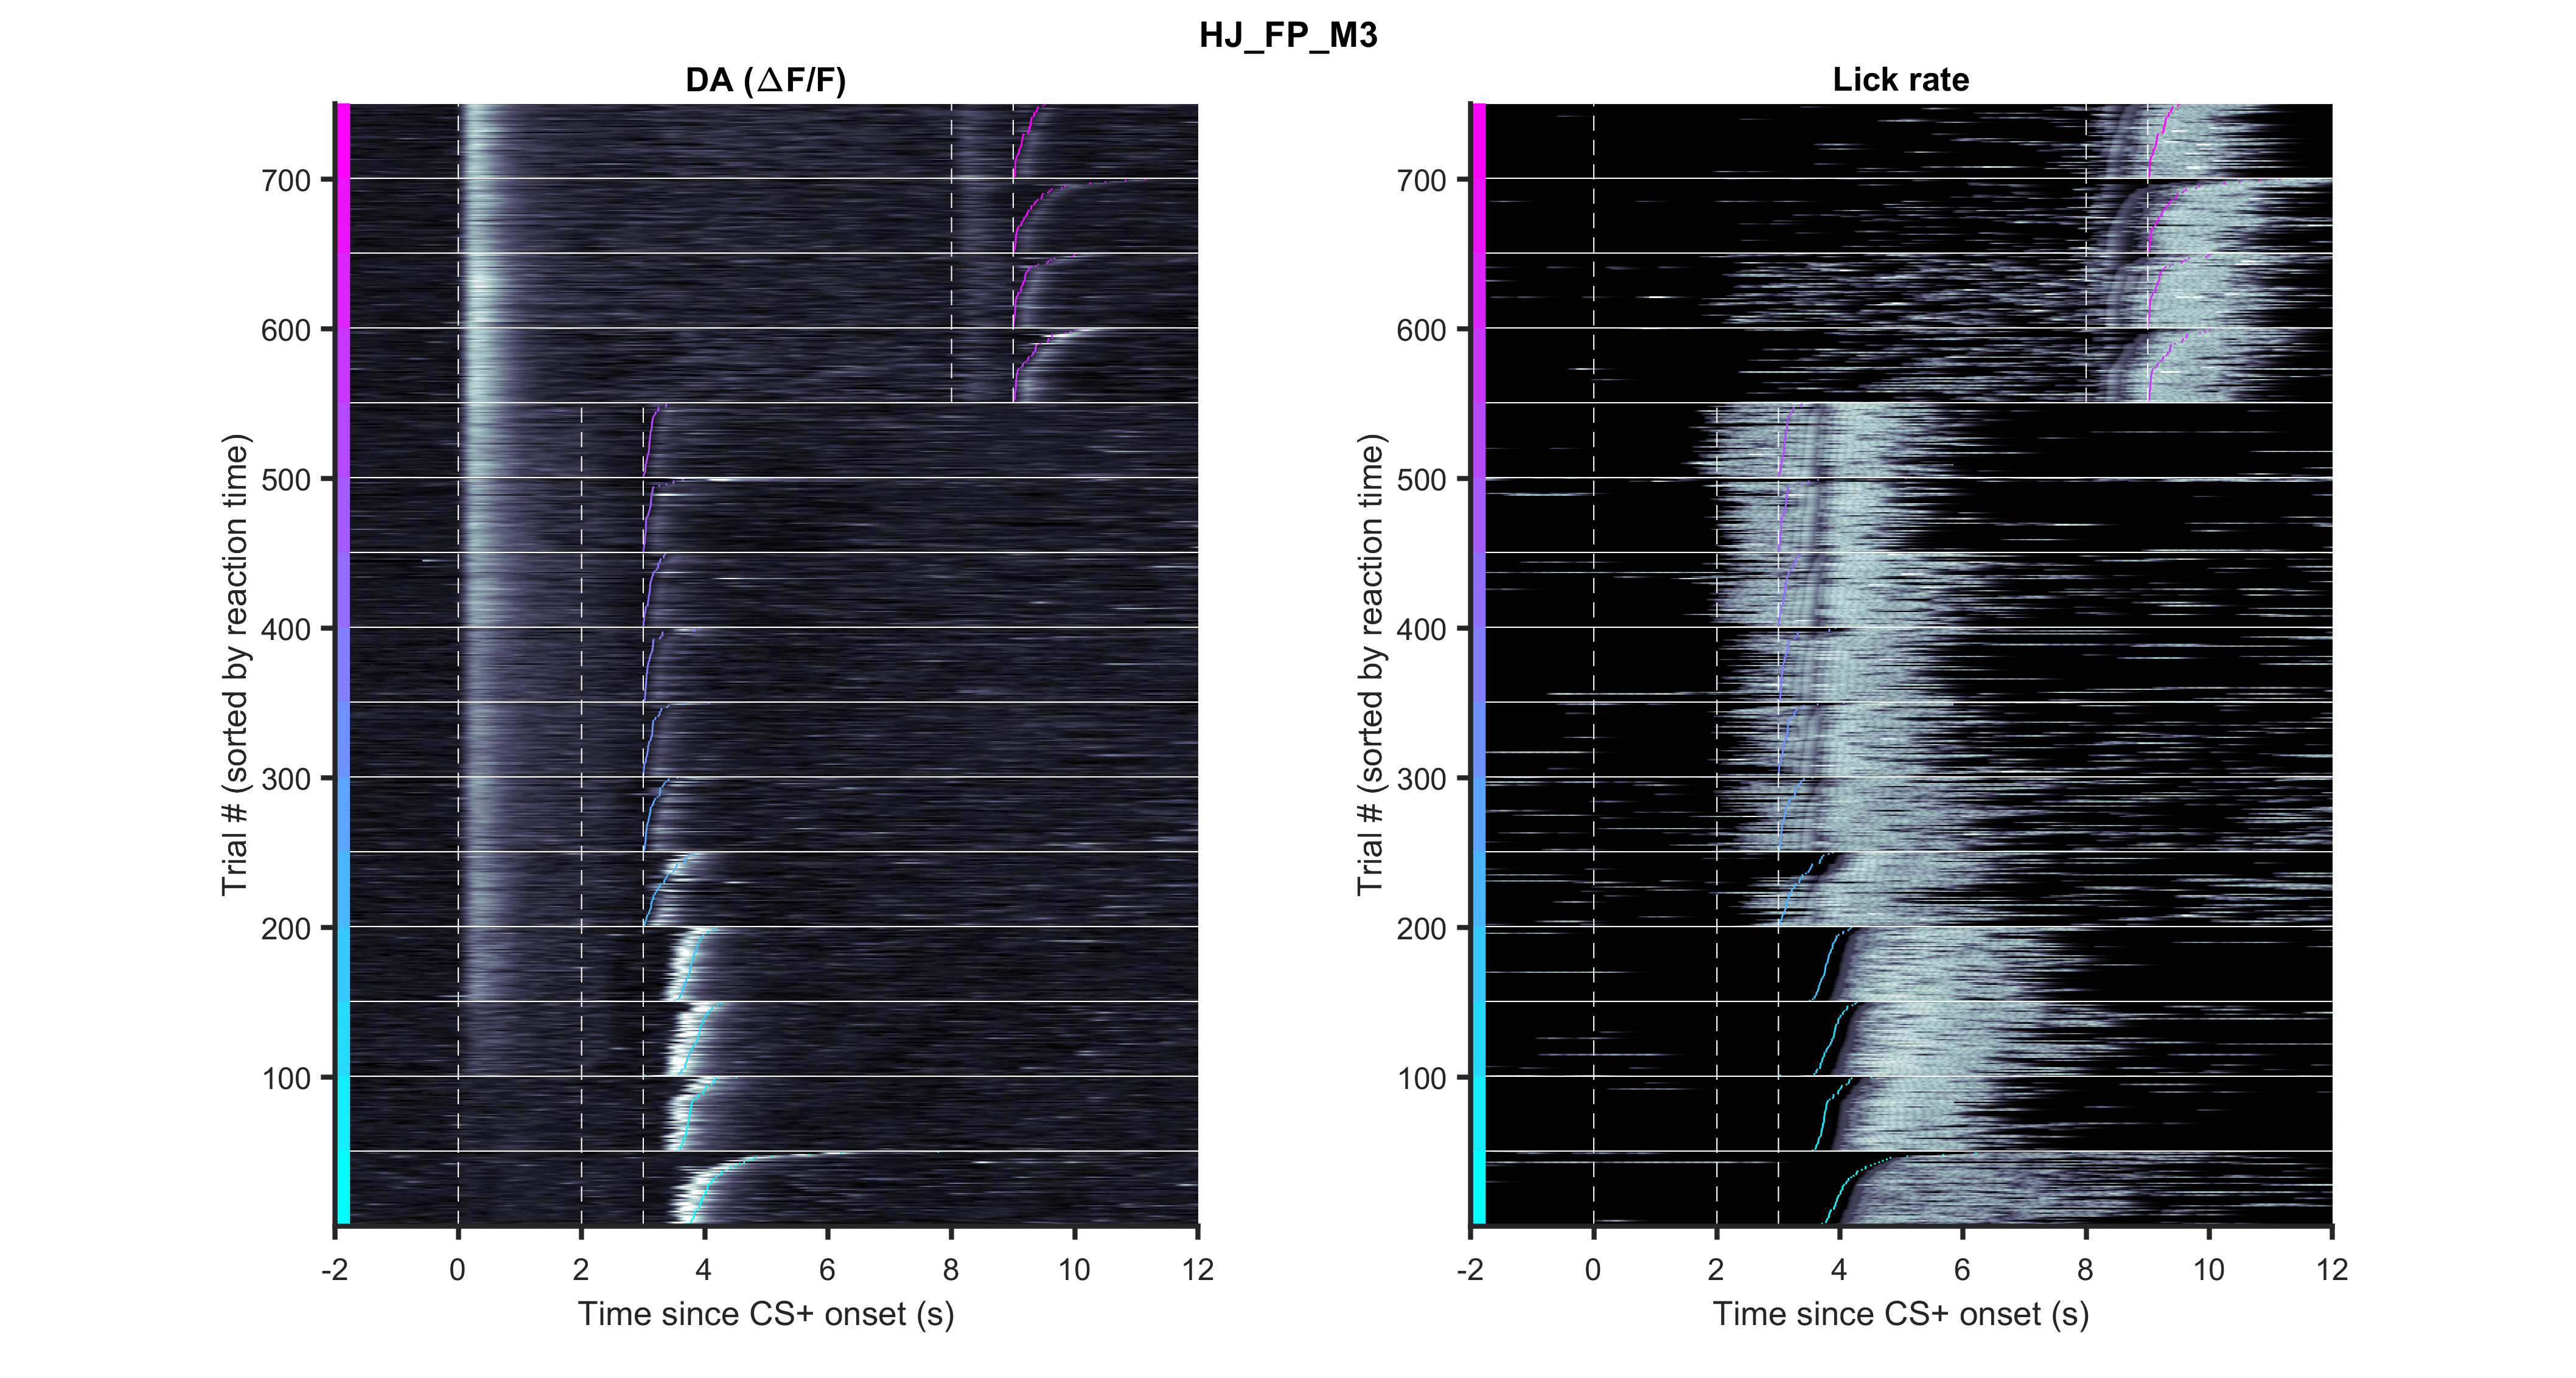 HJ_FP_M3
DA (ΔF/F)
Trial # (sorted by reaction time)
700
600
500
400
300
200
100
-2 0 2 4 6 8 10 12
Time since CS+ onset (s)
Lick rate
Trial # (sorted by reaction time)
700
600
500
400
300
200
100
-2 0 2 4 6 8 10 12
Time since CS+ onset (s)